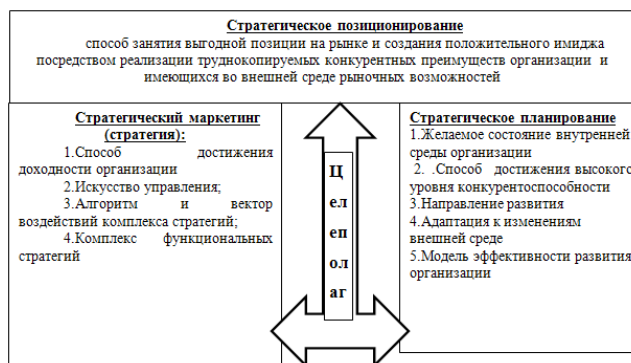 Стратегическое позиционирование
способ занятия выгодной позиции на рынке и создания положительного имиджа
посредством реализации труднокопируемых конкурентных преимуществ организации и
имеющихся во внешней среде рыночных возможностей
Стратегический маркетинг
(стратегия):
1.Способ достижения
доходности организации
2.Искусство управления;
3.Алгоритм и вектор
воздействий комплекса стратегий;
4.Комплекс функциональных
стратегий
Ц
ел
еп
ол
аг
Стратегическое планирование
1.Желаемое состояние внутренней
среды организации
2. .Способ достижения высокого
уровня конкурентоспособности
3.Направление развития
4.Адаптация к изменениям
внешней среде
5.Модель эффективности развития
организации